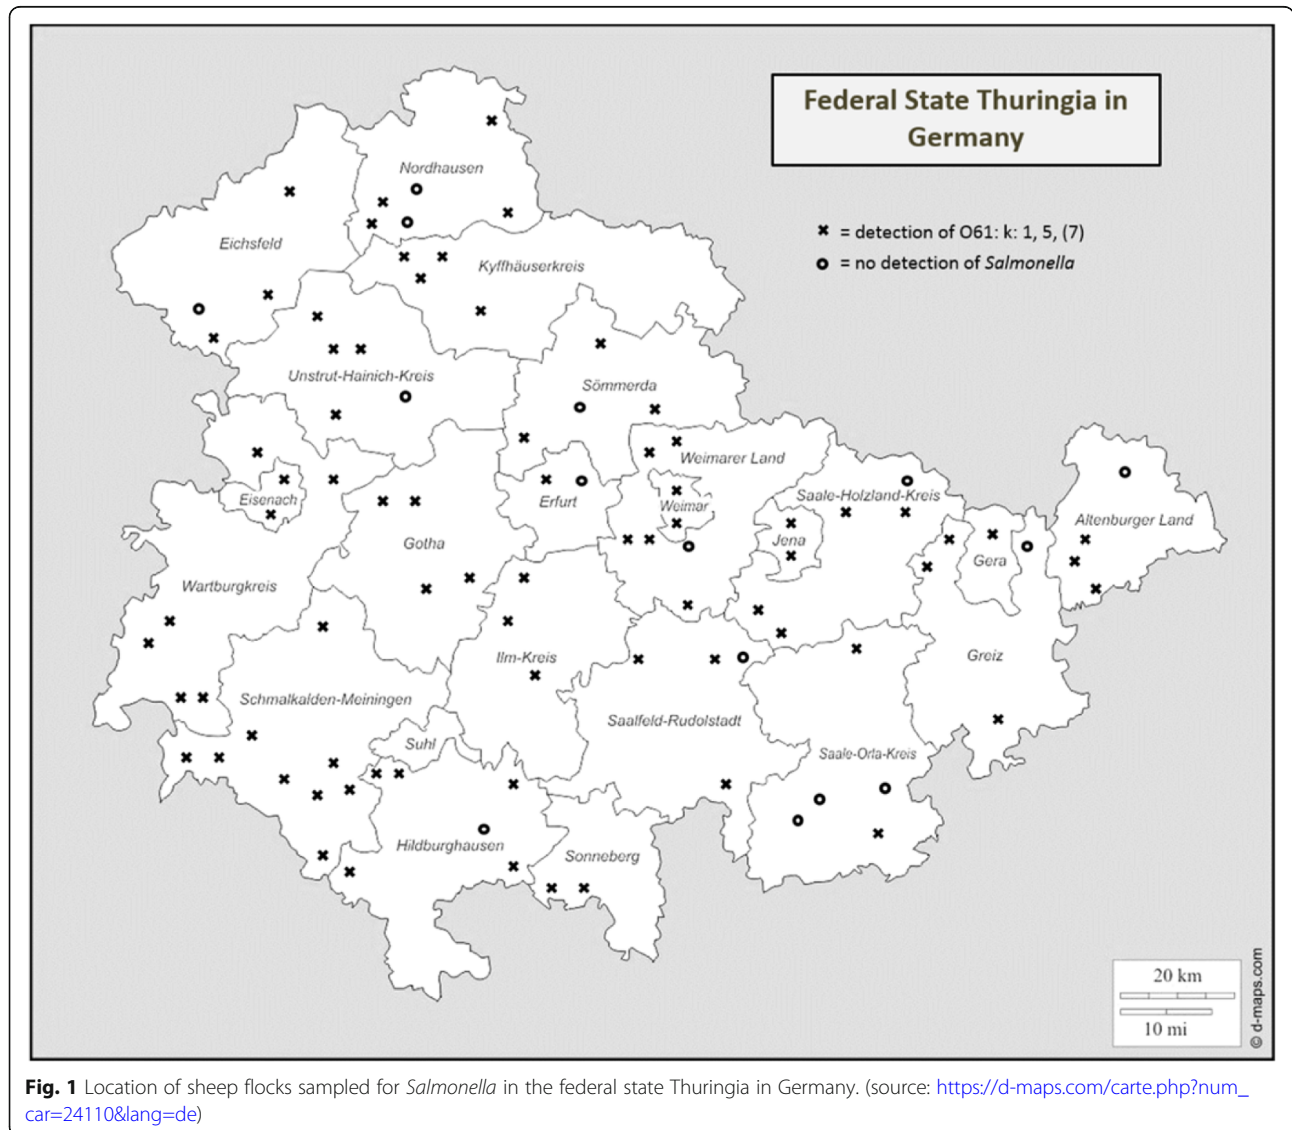 Federal State Thuringia in
Germany
✖ = detection of O61: k: 1, 5, (7)
o = no detection of Salmonella
Nordhausen
Eichsfeld
Kyffhäuserkreis
Unstrut-Hainich-Kreis
Sömmerda
Weimarer Land
Eisenach
Erfurt
Weimar
Saale-Holzland-Kreis
Altenburger Land
Gotha
Jena
Gera
Wartburgkreis
Ilm-Kreis
Greiz
Schmalkalden-Meiningen
Saalfeld-Rudolstadt
Suhl
Saale-Orla-Kreis
Hildburghausen
Sonneberg
20 km
10 mi
© d-maps.com
Fig. 1 Location of sheep flocks sampled for Salmonella in the federal state Thuringia in Germany. (source: https://d-maps.com/carte.php?num_
car=24110&lang=de)